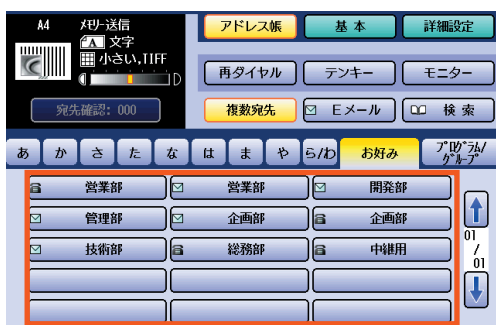 A4 メモリー送信 アドレス帳 基本 詳細設定
A 文字
小さい,TIFF
再ダイヤル テンキー モニター
D
宛先確認: 000 複数宛先 Eメール 検索
あ か さ た な は ま や ら/わ お好み プログラム/グループ
営業部 営業部 開発部
管理部 企画部 企画部
技術部 総務部 中継用
01
/
01